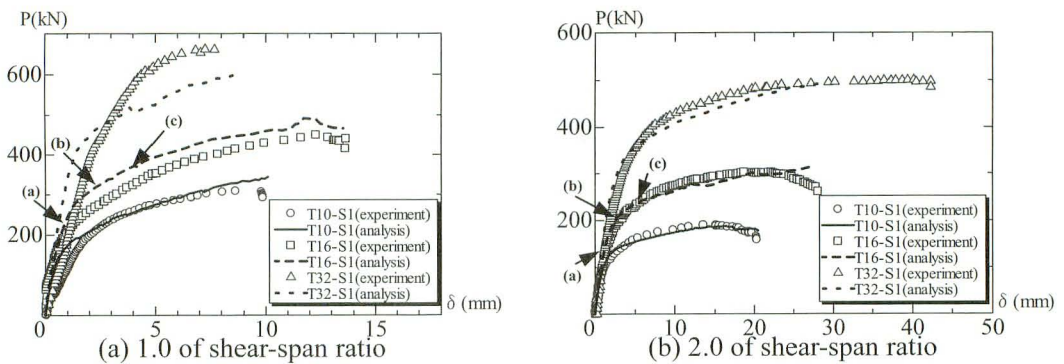 P(kN)
600
400
200
0
0
5
10
15
δ (mm)
(a)
(b)
(c)
T10-S1(experiment)
T10-S1(analysis)
T16-S1(experiment)
T16-S1(analysis)
T32-S1(experiment)
T32-S1(analysis)
(a) 1.0 of shear-span ratio
P(kN)
600
400
200
0
0
10
20
30
40
50
δ (mm)
(a)
(b)
(c)
T10-S1(experiment)
T10-S1(analysis)
T16-S1(experiment)
T16-S1(analysis)
T32-S1(experiment)
T32-S1(analysis)
(b) 2.0 of shear-span ratio